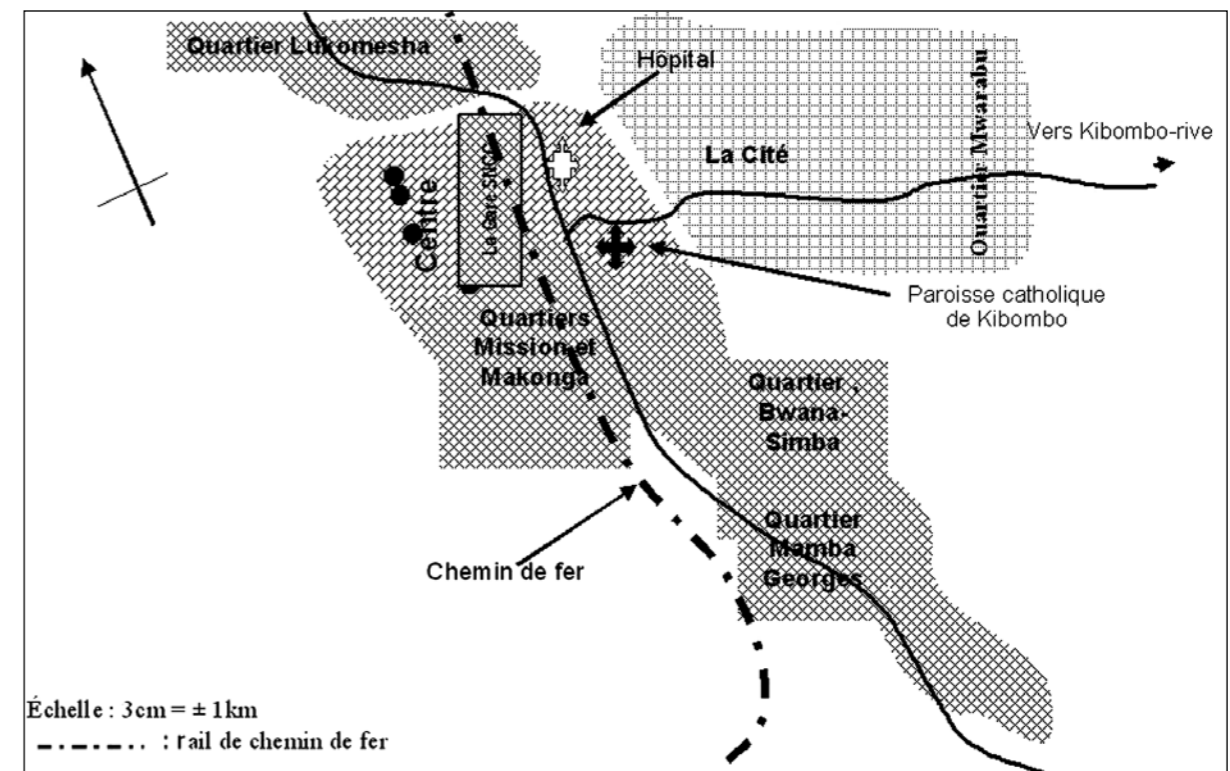 Quartier Lukomesha
Hôpital
Quartier Mwarabu
Vers Kibombo-rive
La Cité
Centre
La Gare SNCC
Paroisse catholique
de Kibombo
Quartiers
Mission et
Makonga
Quartier ,
Bwana-
Simba
Quartier
Mamba
Georges
Chemin de fer
Échelle : 3cm = ± 1km
: rail de chemin de fer